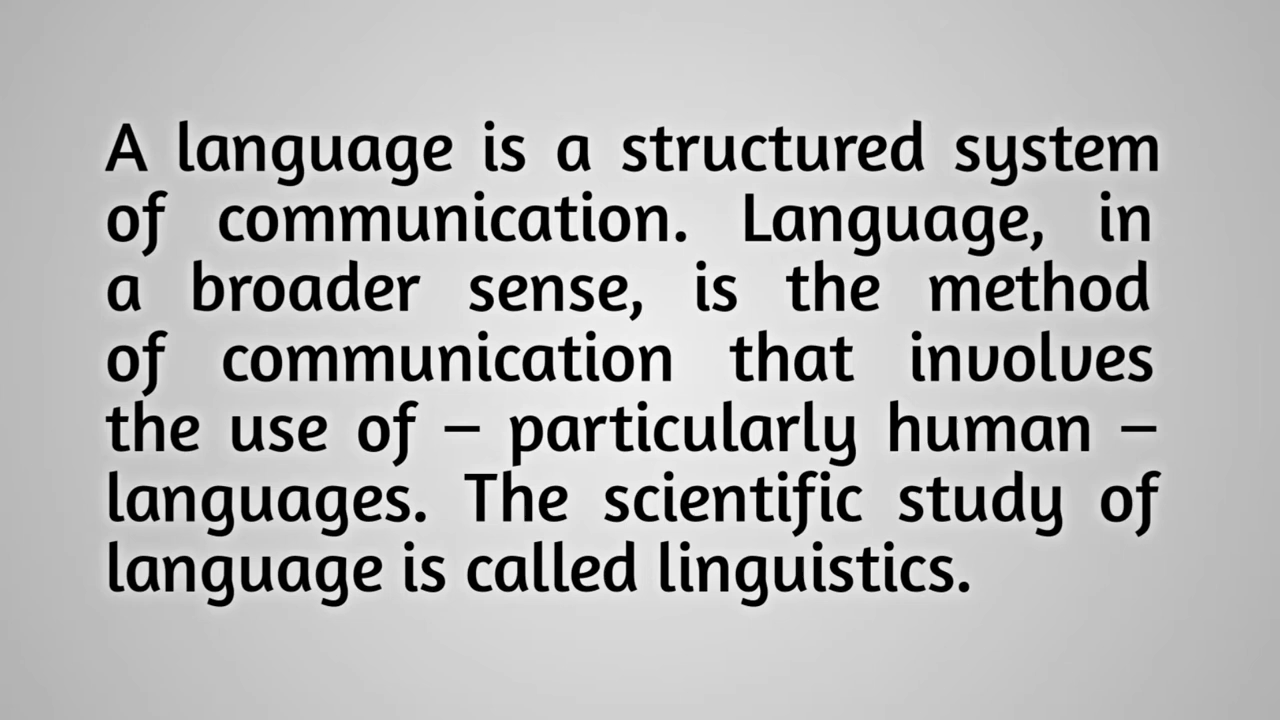 A language is a structured system
of communication. Language, in
a broader sense, is the method
of communication that involves
the use of – particularly human –
languages. The scientific study of
language is called linguistics.